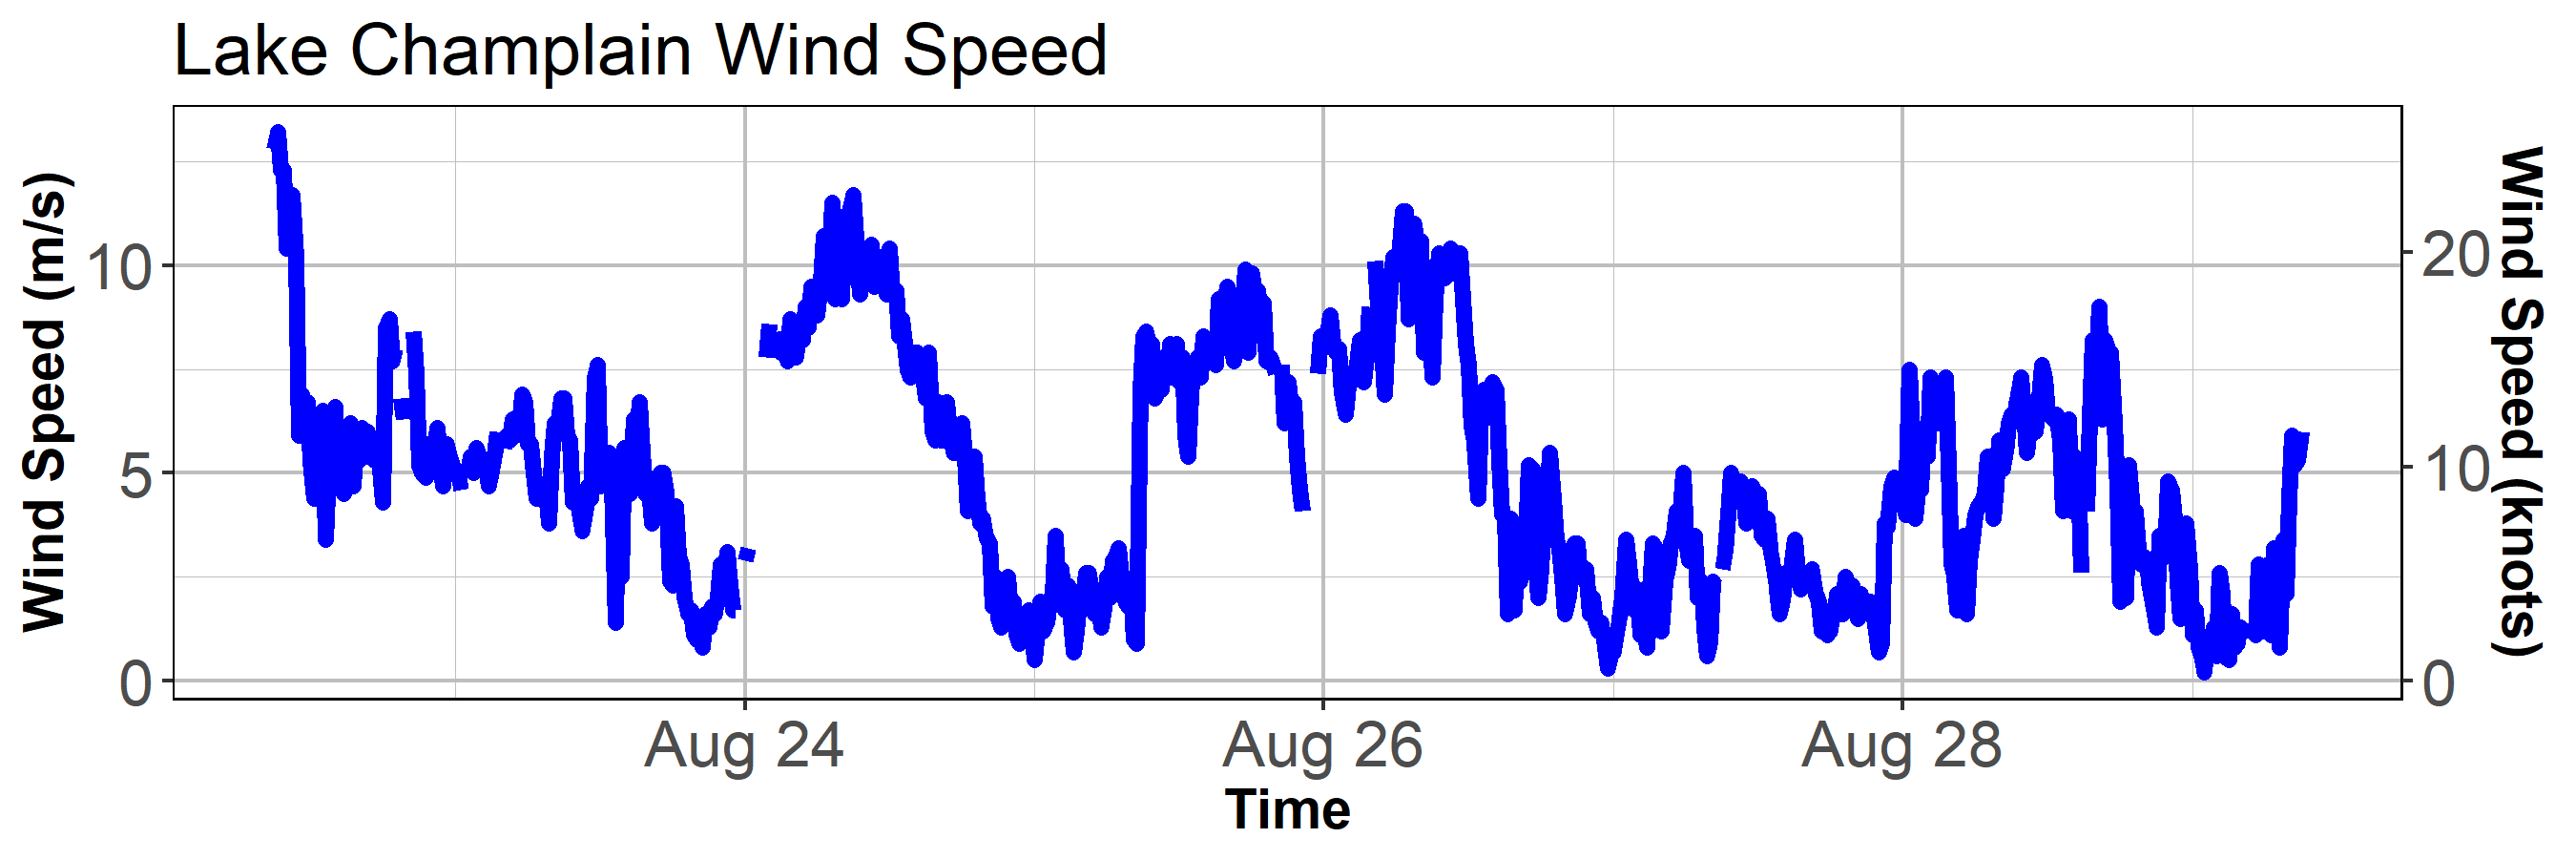 Lake Champlain Wind Speed
Wind Speed (m/s)
10
5
0
20
10
0
Wind Speed (knots)
Aug 24
Aug 26
Aug 28
Time